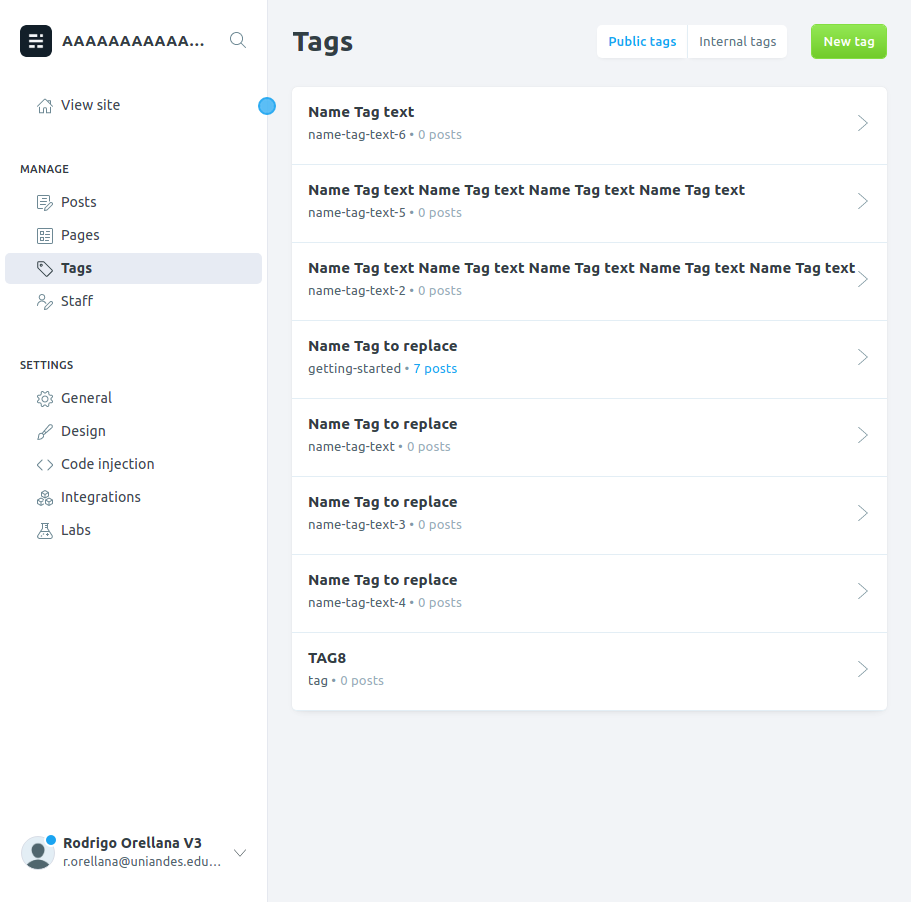 AAAAAAAAAAA...
View site
MANAGE
Posts
Pages
Tags
Staff
SETTINGS
General
Design
Code injection
Integrations
Labs
Rodrigo Orellana V3
r.orellana@uniandes.edu...
Tags
Public tags
Internal tags
New tag
Name Tag text
name-tag-text-6 • 0 posts
Name Tag text Name Tag text Name Tag text Name Tag text
name-tag-text-5 • 0 posts
Name Tag text Name Tag text Name Tag text Name Tag text Name Tag text
name-tag-text-2 • 0 posts
Name Tag to replace
getting-started • 7 posts
Name Tag to replace
name-tag-text • 0 posts
Name Tag to replace
name-tag-text-3 • 0 posts
Name Tag to replace
name-tag-text-4 • 0 posts
TAG8
tag • 0 posts